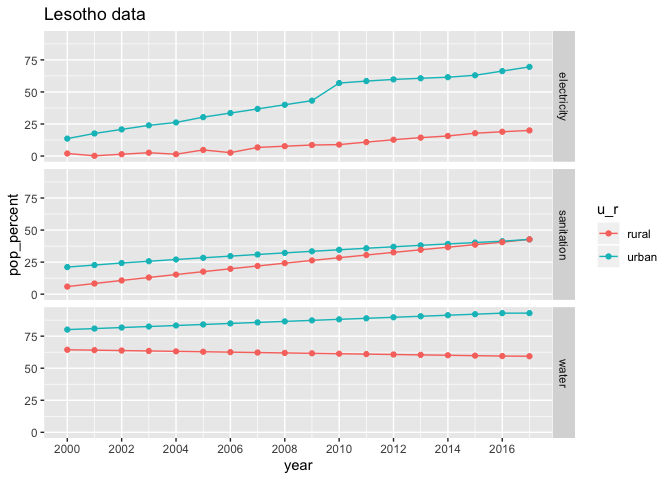 Lesotho data
pop_percent
75
50
25
0
electricity
75
50
25
0
sanitation
75
50
25
0
water
2000 2002 2004 2006 2008 2010 2012 2014 2016
year
u_r
rural
urban